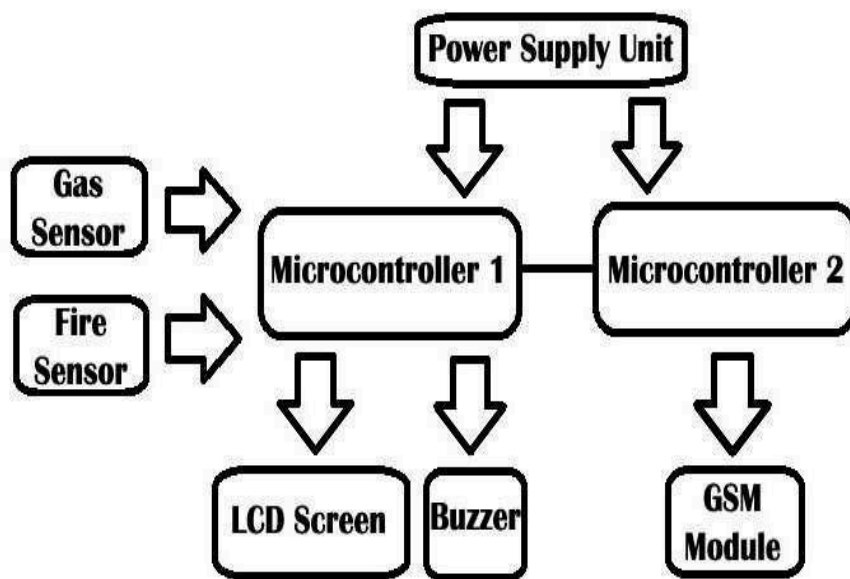 Power Supply Unit
Gas
Sensor
Microcontroller 1
Microcontroller 2
Fire
Sensor
LCD Screen
Buzzer
GSM
Module